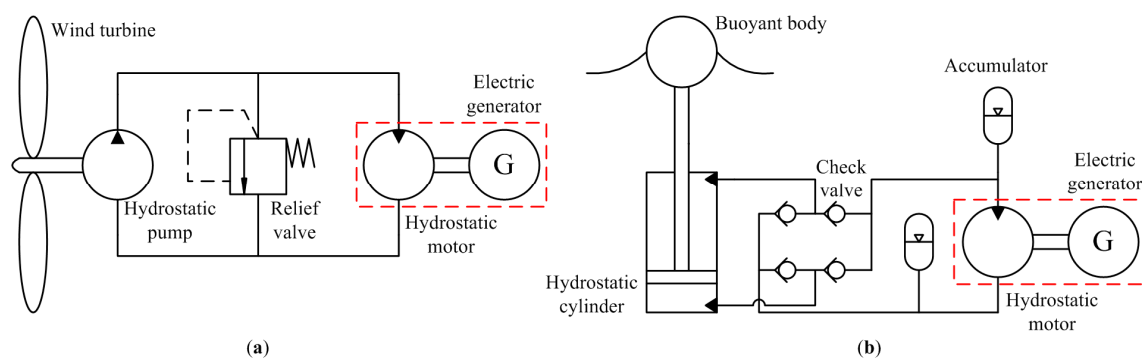 Wind turbine
Hydrostatic
pump
Relief
valve
Electric
generator
G
Hydrostatic
motor
(a)
Buoyant body
Accumulator
Check
valve
Electric
generator
G
Hydrostatic
cylinder
Hydrostatic
motor
(b)